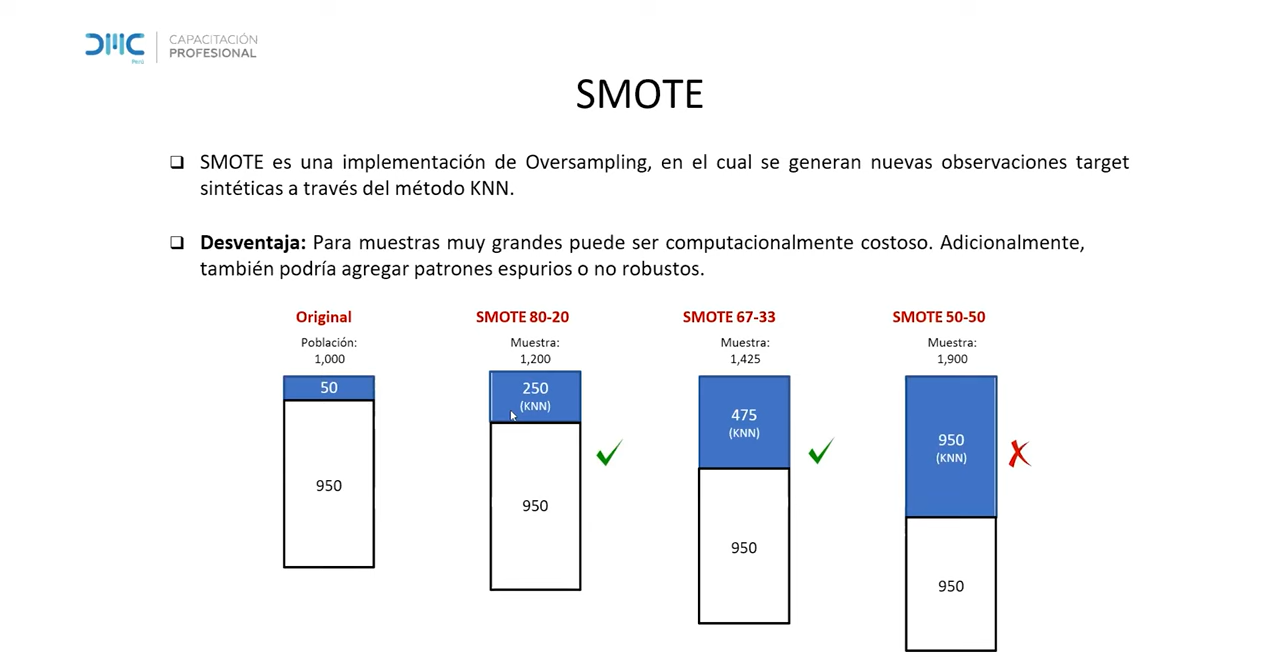 DMC
Perú
CAPACITACIÓN
PROFESIONAL
SMOTE
SMOTE es una implementación de Oversampling, en el cual se generan nuevas observaciones target
sintéticas a través del método KNN.
Desventaja: Para muestras muy grandes puede ser computacionalmente costoso. Adicionalmente,
también podría agregar patrones espurios o no robustos.
Original
Población:
1,000
50
950
SMOTE 80-20
Muestra:
1,200
250
(KNN)
950
SMOTE 67-33
Muestra:
1,425
475
(KNN)
950
SMOTE 50-50
Muestra:
1,900
950
(KNN)
950